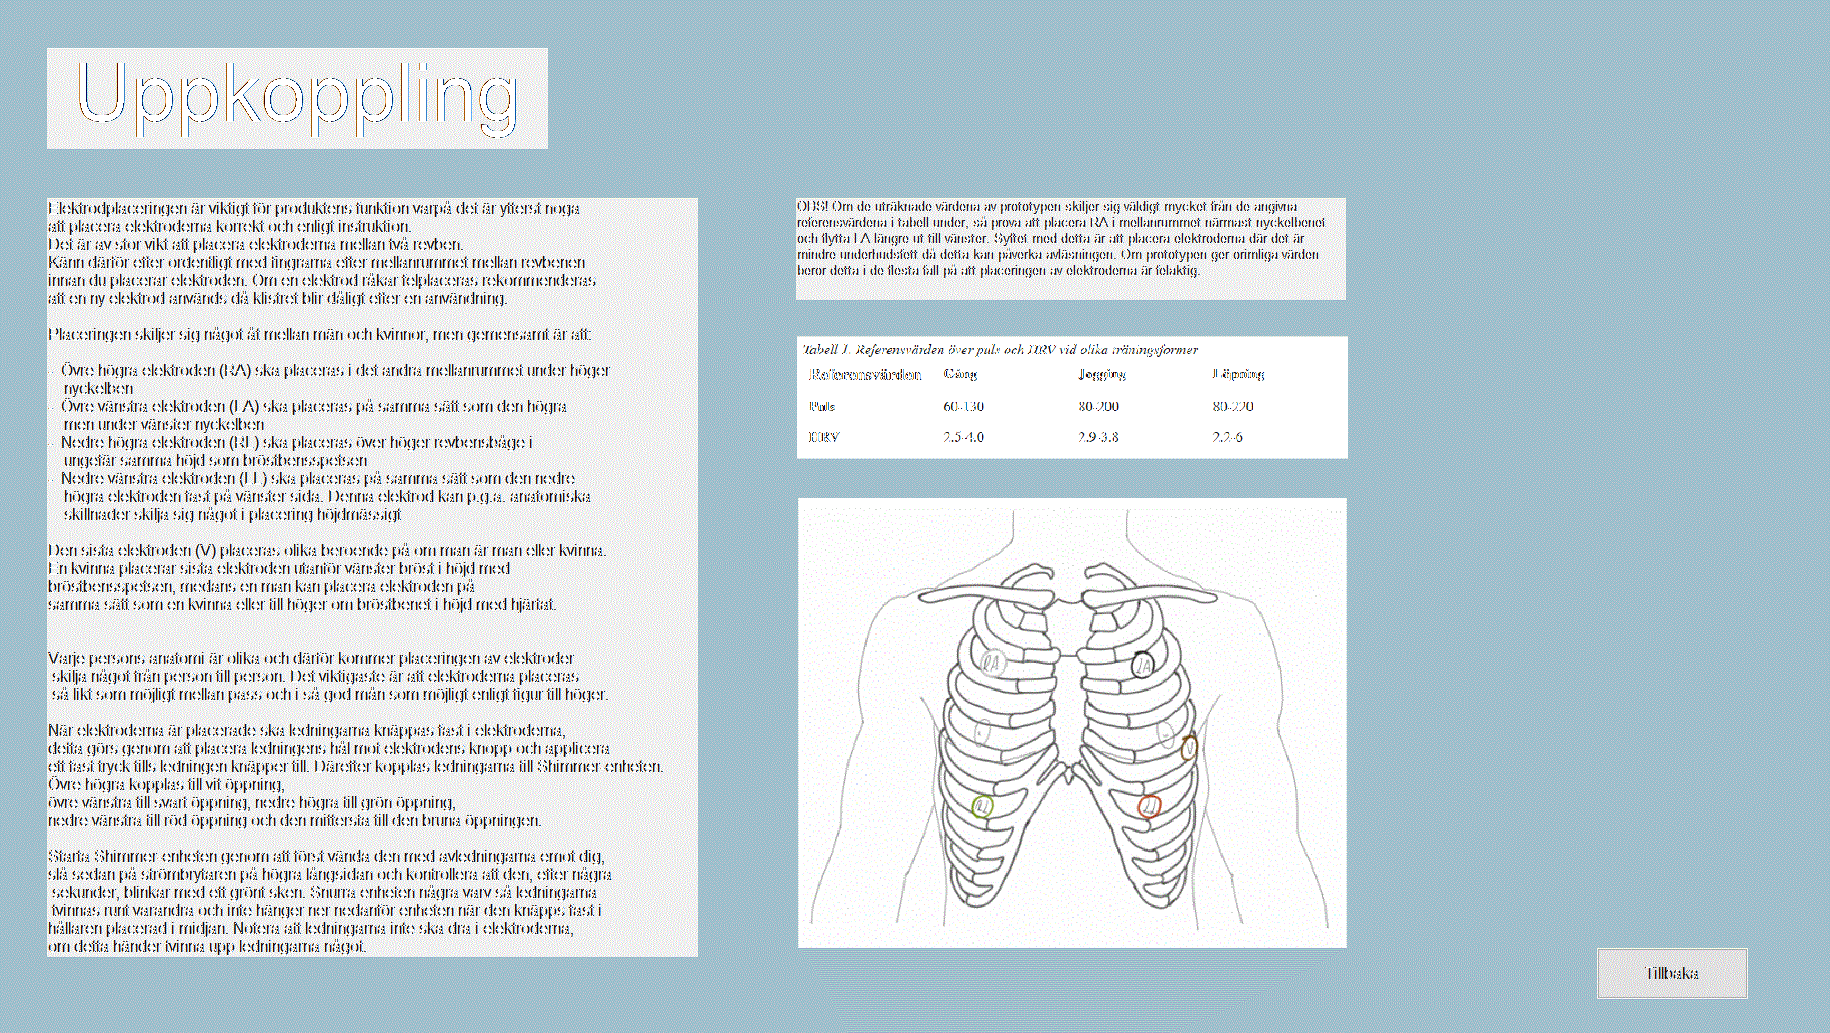 Uppkoppling
Elektrodplaceringen är viktigt för produktens funktion varpå det är ytterst noga
att placera elektroderna korrekt och enligt instruktion.
Det är av stor vikt att placera elektroderna mellan två revben.
Känn därför efter ordentligt med fingrarna efter mellanrummet mellan revbenen
innan du placerar elektroden. Om en elektrod råkar felplaceras rekommenderas
att en ny elektrod används då klistret blir dåligt efter en användning.
Placeringen skiljer sig något åt mellan män och kvinnor, men gemensamt är att:
- Övre högra elektroden (RA) ska placeras i det andra mellanrummet under höger
nyckelben
- Övre vänstra elektroden (LA) ska placeras på samma sätt som den högra
men under vänster nyckelben
- Nedre högra elektroden (RL) ska placeras över höger revbensbåge i
ungefär samma höjd som bröstbensspetsen
- Nedre vänstra elektroden (LL) ska placeras på samma sätt som den nedre
högra elektroden fast på vänster sida. Denna elektrod kan p.g.a. anatomiska
skillnader skilja sig något i placering höjdmässigt
Den sista elektroden (V) placeras olika beroende på om man är man eller kvinna.
En kvinna placerar sista elektroden utanför vänster bröst i höjd med
bröstbensspetsen, medans en man kan placera elektroden på
samma sätt som en kvinna eller till höger om bröstbenet i höjd med hjärtat.
Varje persons anatomi är olika och därför kommer placeringen av elektroder
skilja något från person till person. Det viktigaste är att elektroderna placeras
så likt som möjligt mellan pass och i så god mån som möjligt enligt figur till höger.
När elektroderna är placerade ska ledningarna knäppas fast i elektroderna,
detta görs genom att placera ledningens hål mot elektrodens knopp och applicera
ett fast tryck tills ledningen knäpper till. Därefter kopplas ledningarna till Shimmer-enheten.
Övre högra kopplas till vit öppning,
övre vänstra till svart öppning, nedre högra till grön öppning,
nedre vänstra till röd öppning och den mittersta till den bruna öppningen.
Starta Shimmer-enheten genom att först vända den med avledningarna emot dig,
slå sedan på strömbrytaren på högra långsidan och kontrollera att den, efter några
sekunder, blinkar med ett grönt sken. Snurra enheten några varv så ledningarna
tvinnas runt varandra och inte hänger ner nedanför enheten när den knäpps fast i
hållaren placerad i midjan. Notera att ledningarna inte ska dra i elektroderna,
om detta händer tvinna upp ledningarna något.
OBS! Om de uträknade värdena av prototypen skiljer sig väldigt mycket från de angivna
referensvärdena i tabell under, så prova att placera RA i mellanrummet närmast nyckelbenet
och flytta LA längre ut till vänster. Syftet med detta är att placera elektroderna där det är
mindre underhudsfett då detta kan påverka avläsningen. Om prototypen ger orimliga värden
beror detta i de flesta fall på att placeringen av elektroderna är felaktig.
Tabell 1. Referensvärden över puls och HRV vid olika träningsformer
Referensvärden Gång Jogging Löpning
Puls 60-130 80-200 80-220
HRV 2.5-4.0 2.9-3.8 2.2-6
RA LA
V
RL LL
Tillbaka